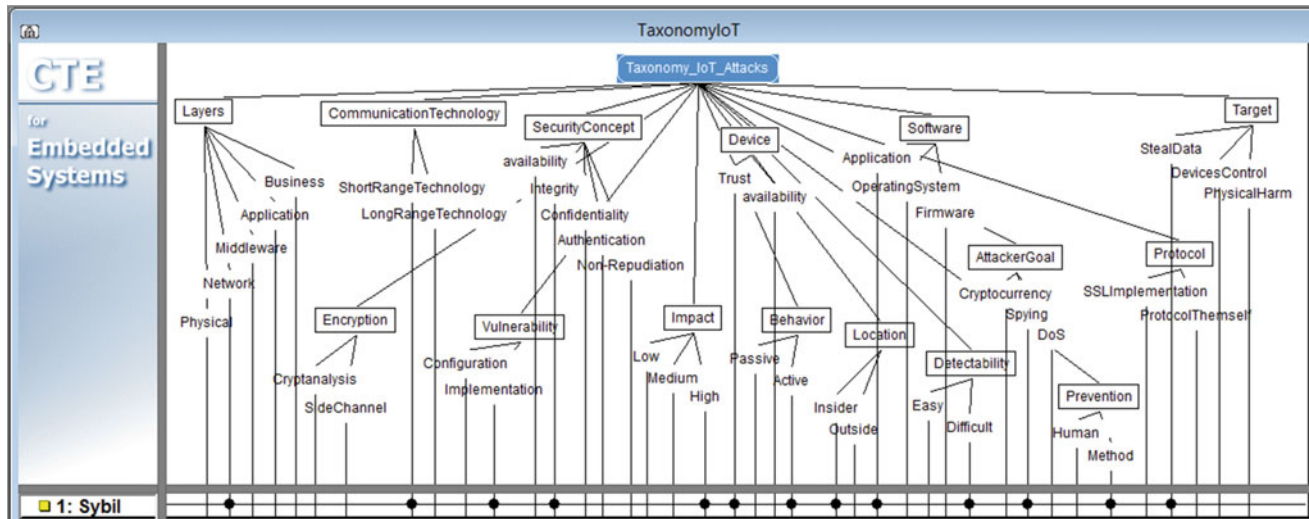 TaxonomyIoT
CTE
for
Embedded
Systems
Taxonomy_IoT_Attacks
Layers
CommunicationTechnology
SecurityConcept
Device
Software
Target
availability
Trust
Application
StealData
Business
ShortRangeTechnology
Integrity
availability
OperatingSystem
DevicesControl
PhysicalHarm
Application
LongRangeTechnology
Confidentiality
Firmware
Middleware
Authentication
Non-Repudiation
AttackerGoal
Protocol
Network
Cryptocurrency
SSLImplementation
Physical
Encryption
Vulnerability
Impact
Behavior
Location
Spying
ProtocolThemself
DoS
Low
Passive
Configuration
Detectability
Cryptanalysis
Medium
Active
Implementation
High
Prevention
SideChannel
Insider
Easy
Outside
Difficult
Human
Method
1: Sybil